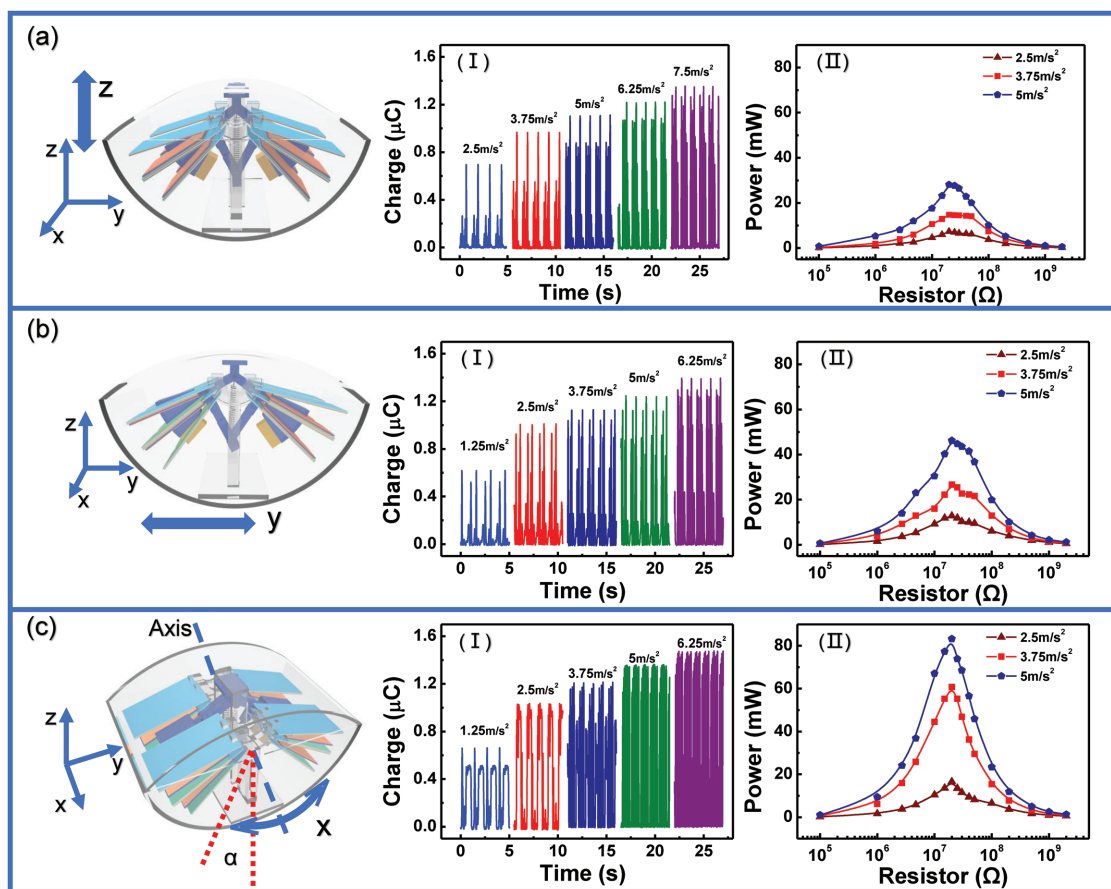 (a)
z
z
y
x
(I)
Charge (μC)
1.6
1.2
0.8
0.4
0.0
2.5m/s²
3.75m/s²
5m/s²
6.25m/s²
7.5m/s²
0 5 10 15 20 25
Time (s)
(II)
2.5m/s²
3.75m/s²
5m/s²
Power (mW)
80
60
40
20
0
10⁵ 10⁶ 10⁷ 10⁸ 10⁹
Resistor (Ω)
(b)
z
y
x
y
(I)
Charge (μC)
1.6
1.2
0.8
0.4
0.0
1.25m/s²
2.5m/s²
3.75m/s²
5m/s²
6.25m/s²
0 5 10 15 20 25
Time (s)
(II)
2.5m/s²
3.75m/s²
5m/s²
Power (mW)
80
60
40
20
0
10⁵ 10⁶ 10⁷ 10⁸ 10⁹
Resistor (Ω)
(c)
Axis
z
y
x
x
α
(I)
Charge (μC)
1.6
1.2
0.8
0.4
0.0
1.25m/s²
2.5m/s²
3.75m/s²
5m/s²
6.25m/s²
0 5 10 15 20 25
Time (s)
(II)
2.5m/s²
3.75m/s²
5m/s²
Power (mW)
80
60
40
20
0
10⁵ 10⁶ 10⁷ 10⁸ 10⁹
Resistor (Ω)